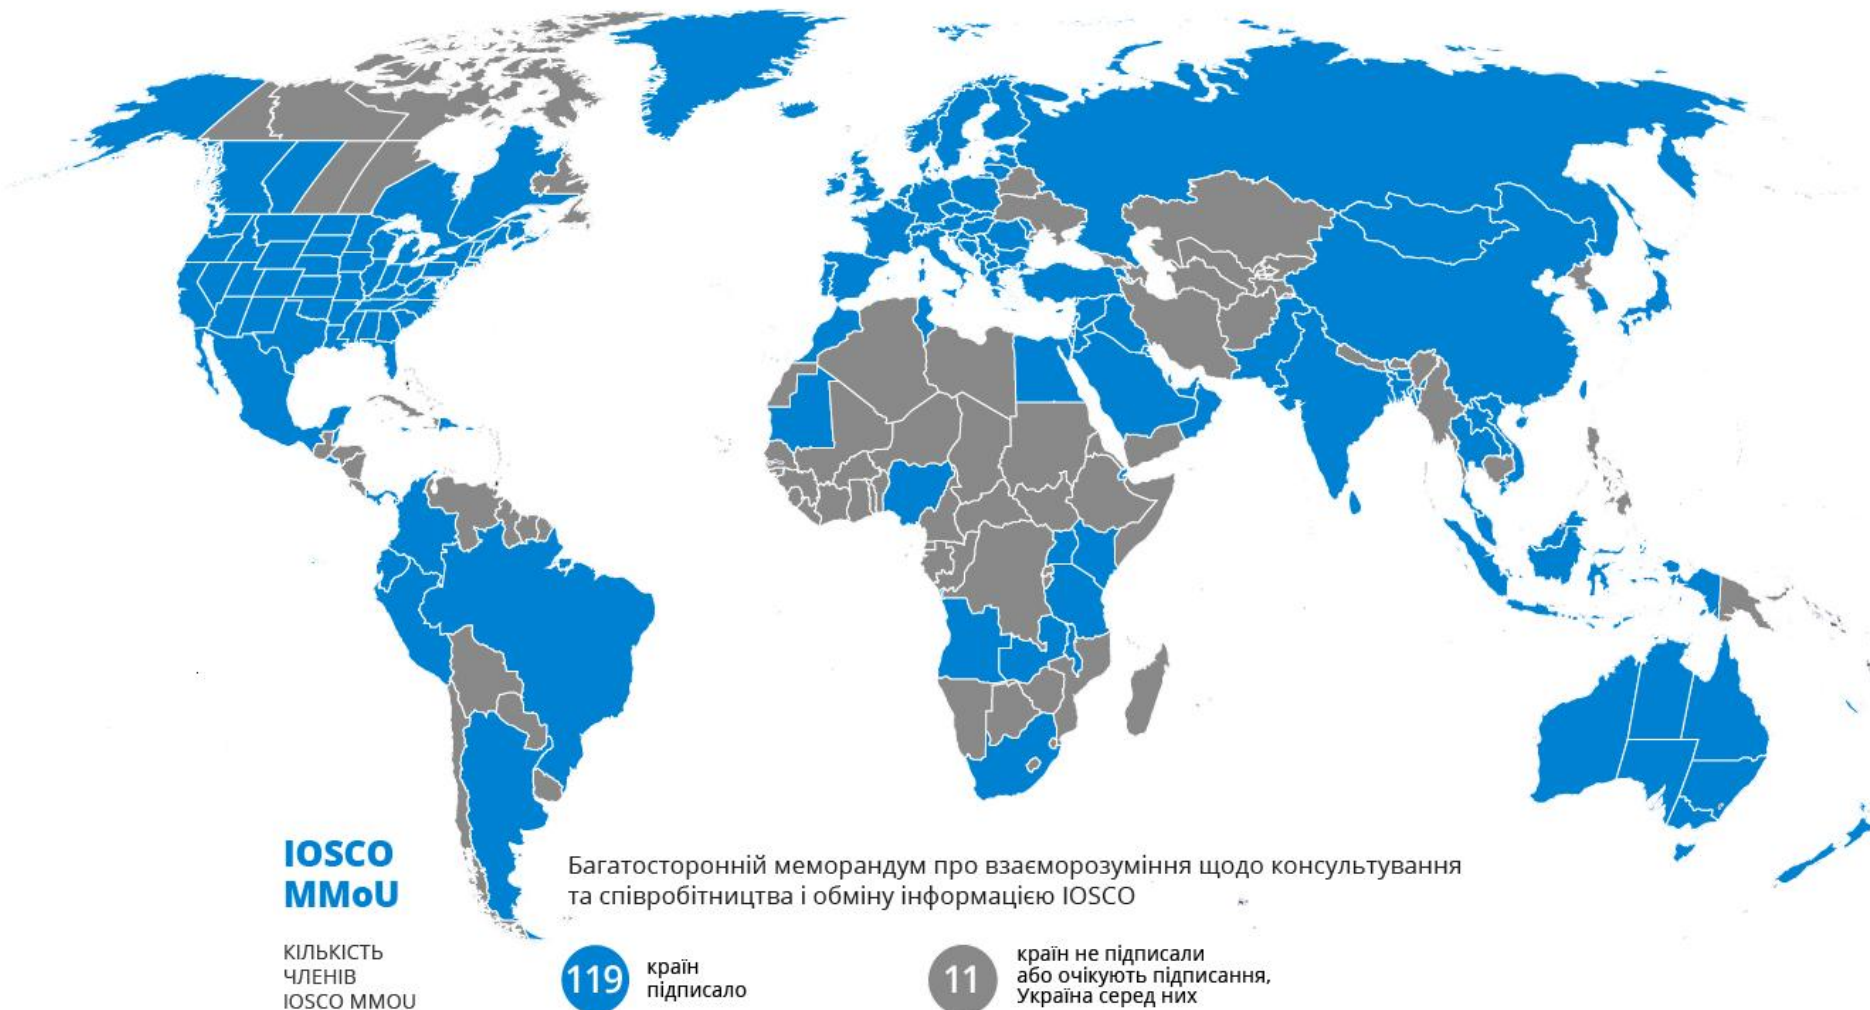 IOSCO
MMoU
Багатосторонній меморандум про взаєморозуміння щодо консультування
та співробітництва і обміну інформацією IOSCO
КІЛЬКІСТЬ
ЧЛЕНІВ
IOSCO MMOU
119
країн
підписало
11
країн не підписали
або очікують підписання,
Україна серед них